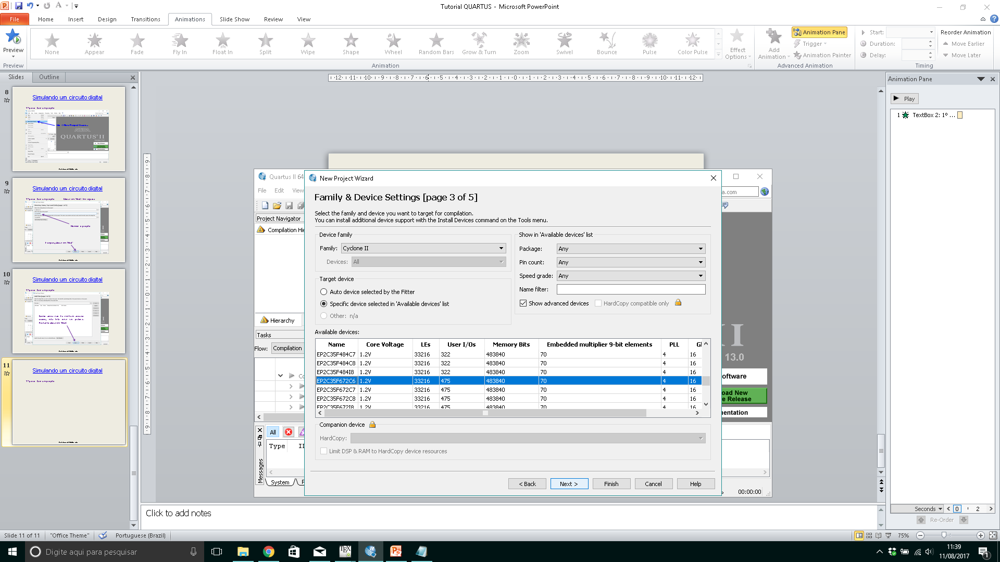 Tutorial QUARTUS - Microsoft PowerPoint
File Home Insert Design Transitions Animations Slide Show Review View
Preview
None Appear Fade Fly In Float In Split Wipe Shape Wheel Random Bars Grow & Turn Zoom Swivel Bounce Pulse Color Pulse
Effect Options
Add Animation
Animation Pane
Trigger
Animation Painter
Start:
Duration:
Delay:
Reorder Animation
Move Earlier
Move Later
Preview Animation Advanced Animation Timing
Slides Outline
8
Simulando um circuito digital
QUARTUS II
9
Simulando um circuito digital
10
Simulando um circuito digital
11
Simulando um circuito digital
Animation Pane
Play
1 TextBox 2: 1º ...
Seconds 0 2
Re-Order
Quartus II 64
File Edit View
a.com
Project Navigator
Compilation Hie
Hierarchy
Tasks
Flow: Compilation
Co
I I
13.0
oftware
oad New
e Release
entation
All
Type II
Messages
System
00:00:00
New Project Wizard
Family & Device Settings [page 3 of 5]
Select the family and device you want to target for compilation.
You can install additional device support with the Install Devices command on the Tools menu.
Device family
Family: Cyclone II
Devices: All
Target device
Auto device selected by the Fitter
Specific device selected in 'Available devices' list
Other: n/a
Show in 'Available devices' list
Package: Any
Pin count: Any
Speed grade: Any
Name filter:
Show advanced devices HardCopy compatible only
Available devices:
Name Core Voltage LEs User I/Os Memory Bits Embedded multiplier 9-bit elements PLL Gl
EP2C35F484C7 1.2V 33216 322 483840 70 4 16
EP2C35F484C8 1.2V 33216 322 483840 70 4 16
EP2C35F484I8 1.2V 33216 322 483840 70 4 16
EP2C35F672C6 1.2V 33216 475 483840 70 4 16
EP2C35F672C7 1.2V 33216 475 483840 70 4 16
EP2C35F672C8 1.2V 33216 475 483840 70 4 16
EP2C35F672I8 1.2V 33216 475 483840 70 4 16
Companion device
HardCopy:
Limit DSP & RAM to HardCopy device resources
< Back Next > Finish Cancel Help
Click to add notes
Slide 11 of 11 "Office Theme" Portuguese (Brazil) 75%
Digite aqui para pesquisar
11:39
11/08/2017